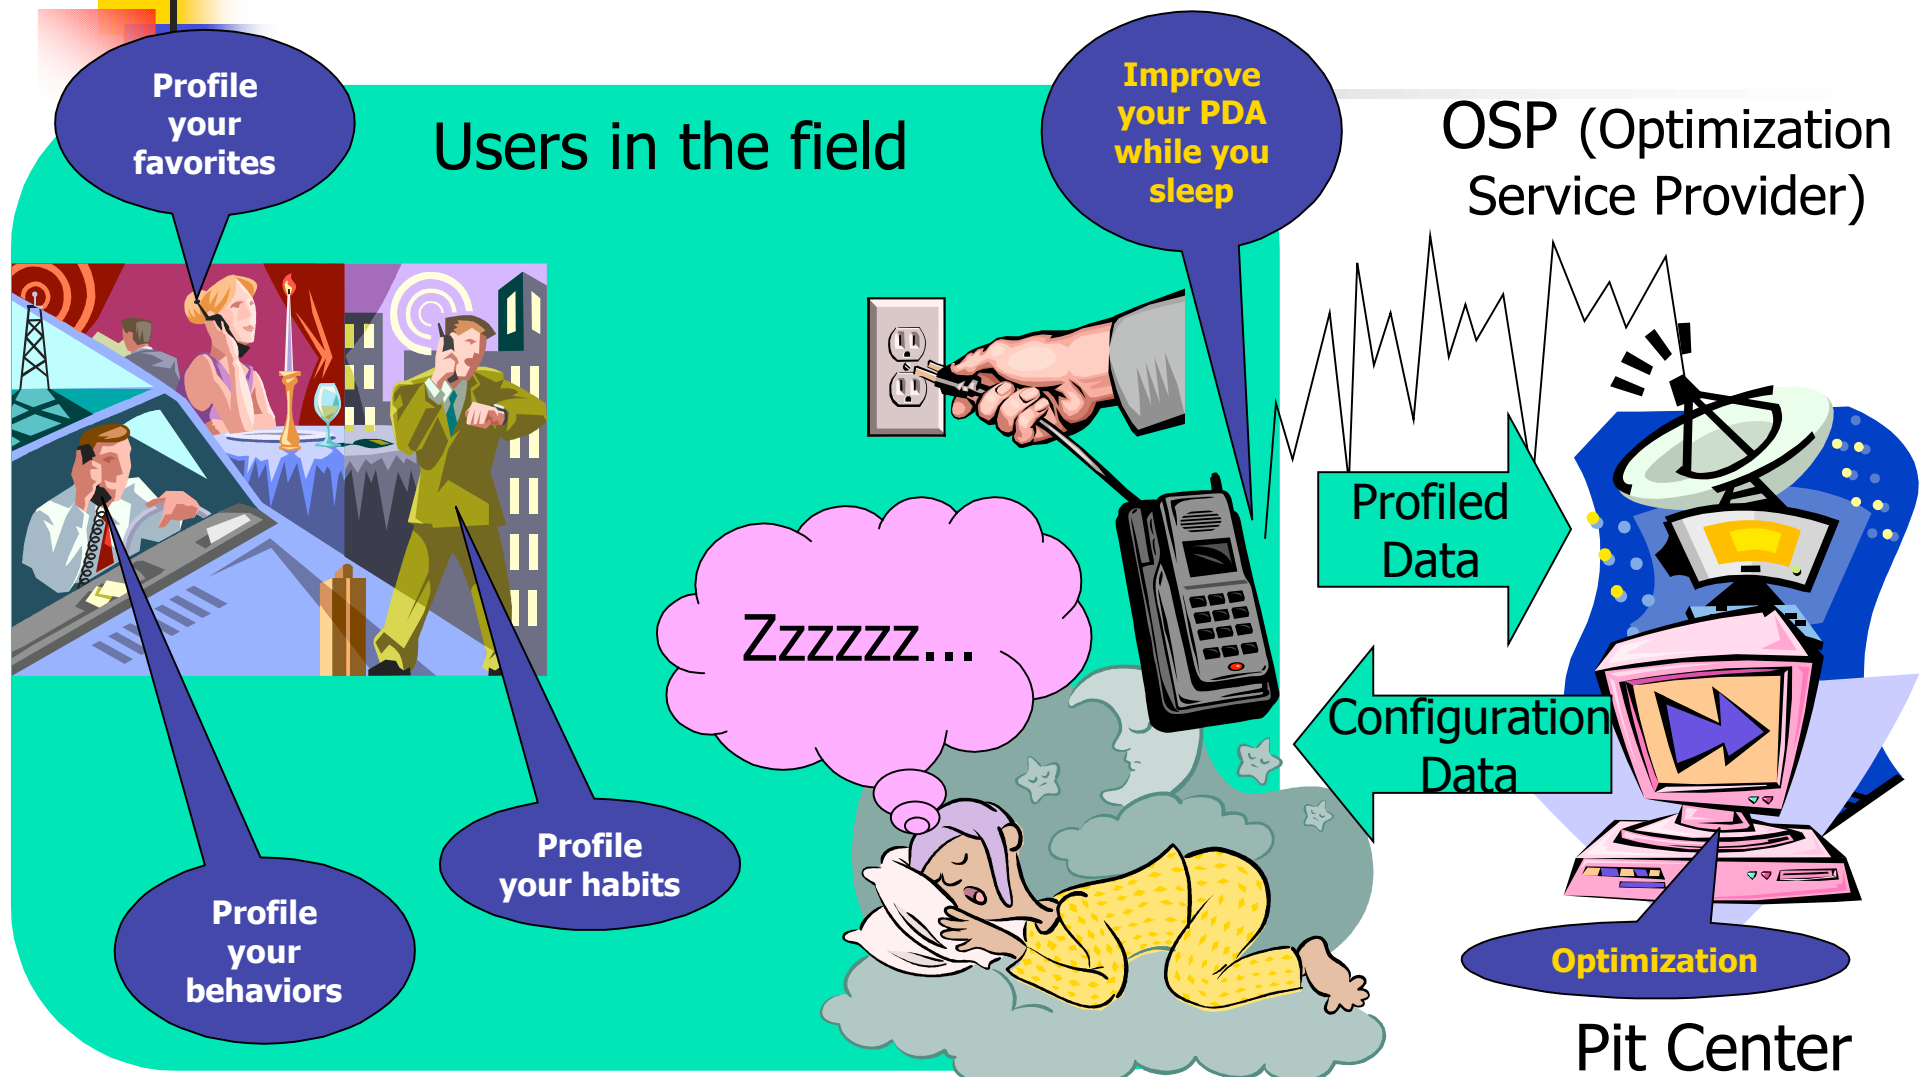 Profile
your
favorites
Users in the field
Improve
your PDA
while you
sleep
OSP (Optimization
Service Provider)
Profiled
Data
Zzzzzz...
Configuration
Data
Profile
your habits
Profile
your
behaviors
Optimization
Pit Center